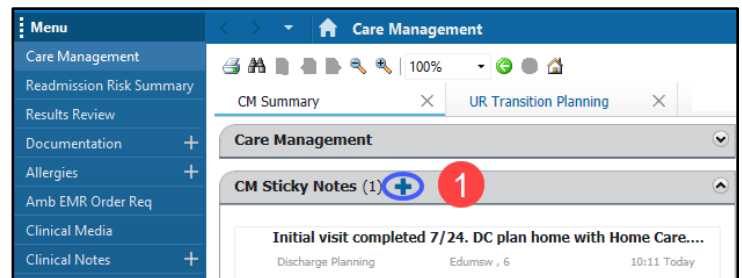 Menu
Care Management
Care Management
Readmission Risk Summary
Results Review
Documentation
Allergies
Amb EMR Order Req
Clinical Media
Clinical Notes
100%
CM Summary
UR Transition Planning
Care Management
CM Sticky Notes (1)
1
Initial visit completed 7/24. DC plan home with Home Care....
Discharge Planning Edumsw , 6 10:11 Today